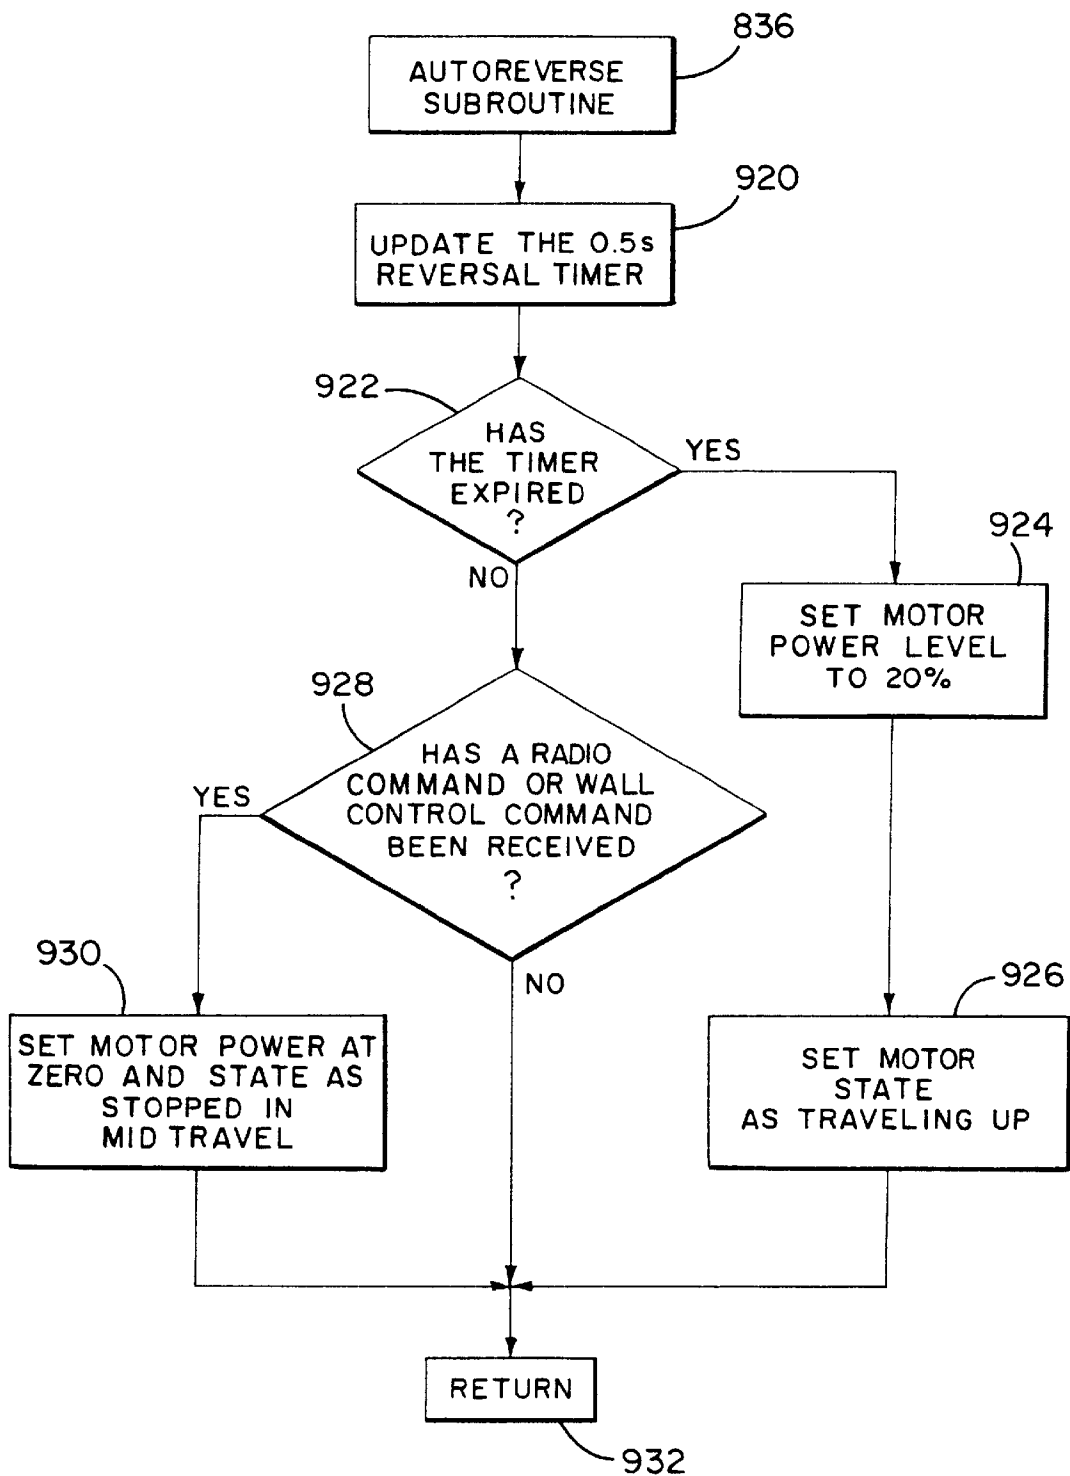 836
AUTOREVERSE
SUBROUTINE
920
UPDATE THE 0.5s
REVERSAL TIMER
922
HAS
THE TIMER
EXPIRED
?
YES
NO
924
SET MOTOR
POWER LEVEL
TO 20%
928
HAS A RADIO
COMMAND OR WALL
CONTROL COMMAND
BEEN RECEIVED
?
YES
NO
930
SET MOTOR POWER AT
ZERO AND STATE AS
STOPPED IN
MID TRAVEL
926
SET MOTOR
STATE
AS TRAVELING UP
RETURN
932